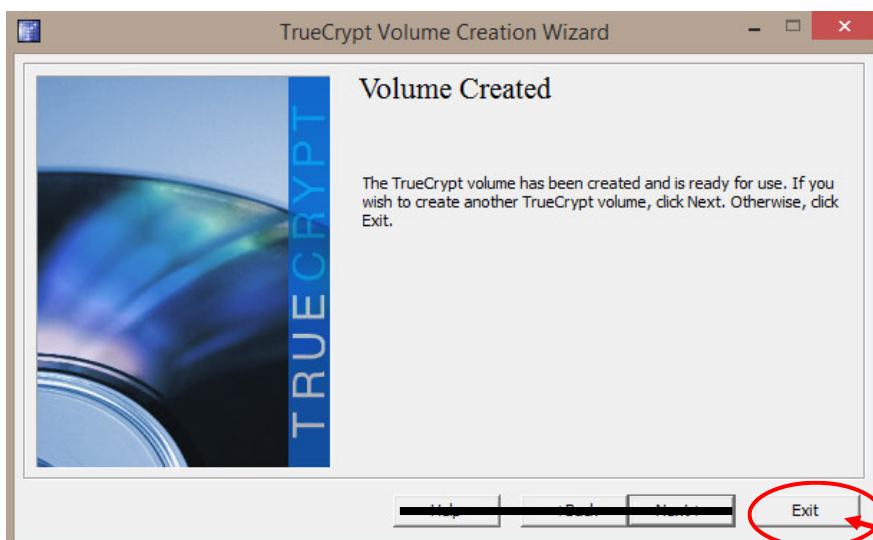 TrueCrypt Volume Creation Wizard
Volume Created
The TrueCrypt volume has been created and is ready for use. If you
wish to create another TrueCrypt volume, click Next. Otherwise, click
Exit.
TRUECRYPT
Exit